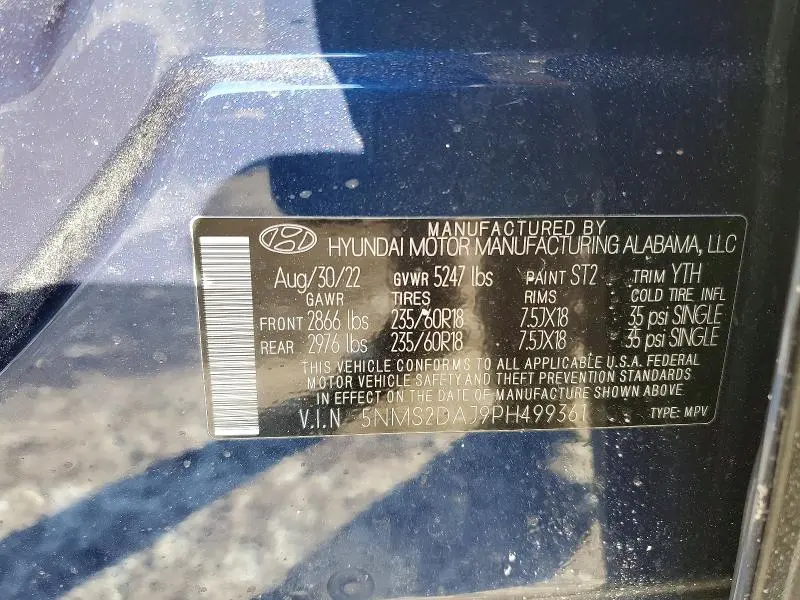 MANUFACTURED BY
HYUNDAI MOTOR MANUFACTURING ALABAMA, LLC
Aug/30/22 GVWR 5247 lbs PAINT ST2 TRIM YTH
GAWR TIRES RIMS COLD TIRE INFL
FRONT 2866 lbs 235/60R18 7.5JX18 35 psi SINGLE
REAR 2976 lbs 235/60R18 7.5JX18 35 psi SINGLE
THIS VEHICLE CONFORMS TO ALL APPLICABLE U.S.A. FEDERAL
MOTOR VEHICLE SAFETY AND THEFT PREVENTION STANDARDS
IN EFFECT ON THE DATE OF MANUFACTURE SHOWN ABOVE
V.I.N 5NMS2DAJ9PH499361 TYPE: MPV